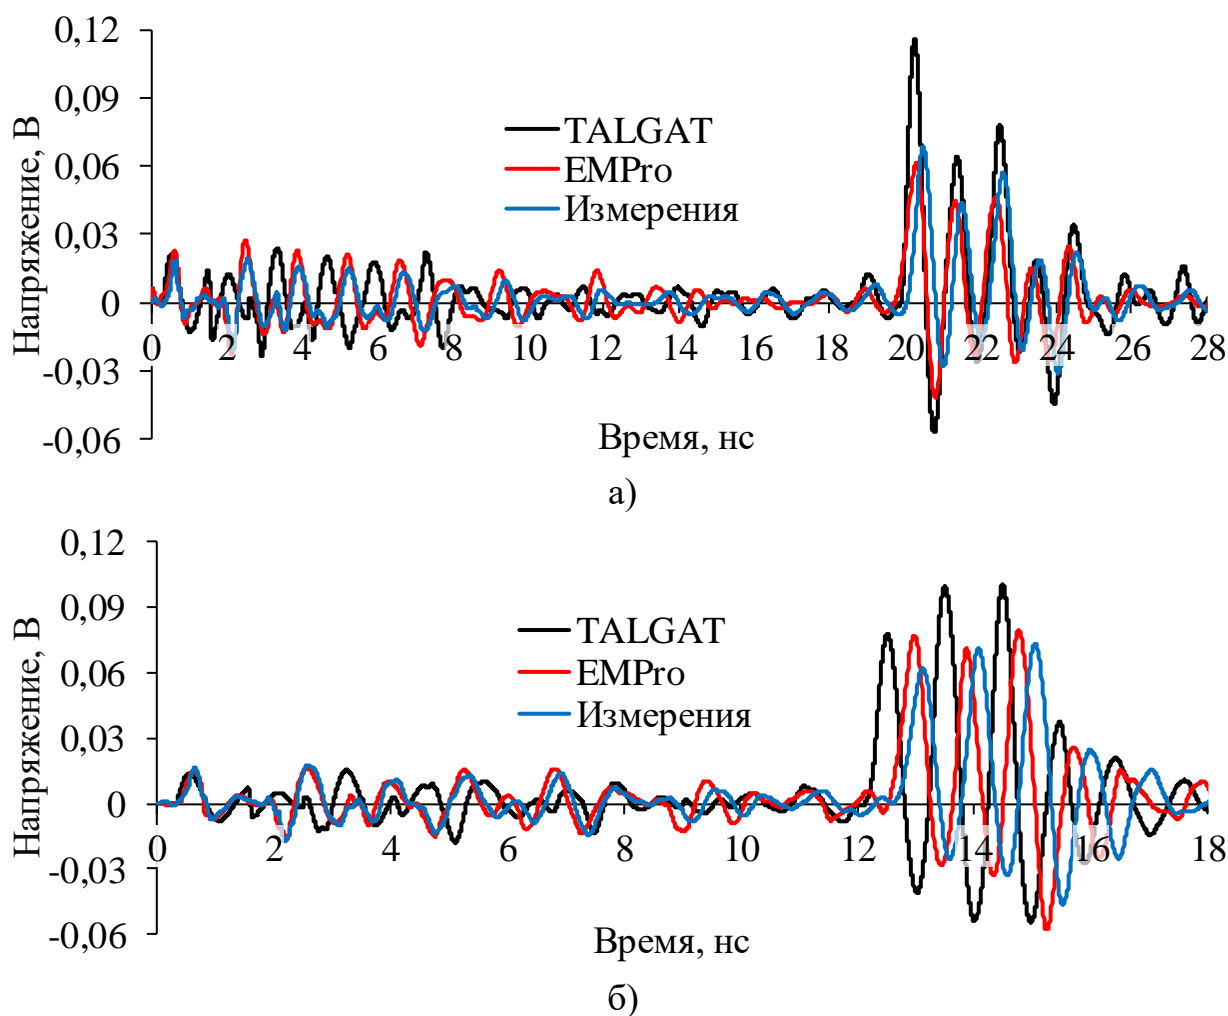 0,12
0,09
0,06
0,03
0
-0,03
-0,06
Напряжение, В
TALGAT
EMPro
Измерения
0 2 4 6 8 10 12 14 16 18 20 22 24 26 28
Время, нс
а)
0,12
0,09
0,06
0,03
0
-0,03
-0,06
Напряжение, В
TALGAT
EMPro
Измерения
0 2 4 6 8 10 12 14 16 18
Время, нс
б)